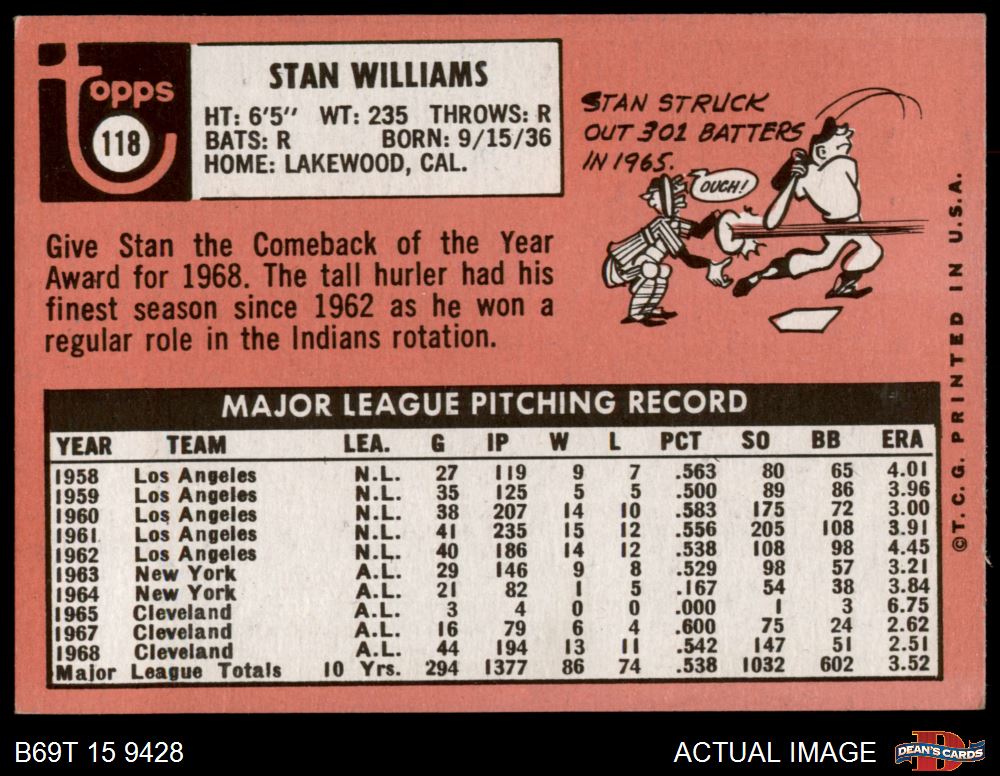 topps
118
STAN WILLIAMS
HT: 6'5" WT: 235 THROWS: R
BATS: R BORN: 9/15/36
HOME: LAKEWOOD, CAL.
STAN STRUCK
OUT 301 BATTERS
IN 1965.
OUCH!
Give Stan the Comeback of the Year
Award for 1968. The tall hurler had his
finest season since 1962 as he won a
regular role in the Indians rotation.
MAJOR LEAGUE PITCHING RECORD
YEAR TEAM LEA. G IP W L PCT SO BB ERA
1958 Los Angeles N.L. 27 119 9 7 .563 80 65 4.01
1959 Los Angeles N.L. 35 125 5 5 .500 89 86 3.96
1960 Los Angeles N.L. 38 207 14 10 .583 175 72 3.00
1961 Los Angeles N.L. 41 235 15 12 .556 205 108 3.91
1962 Los Angeles N.L. 40 186 14 12 .538 108 98 4.45
1963 New York A.L. 29 146 9 8 .529 98 57 3.21
1964 New York A.L. 21 82 1 5 .167 54 38 3.84
1965 Cleveland A.L. 3 4 0 0 .000 1 3 6.75
1967 Cleveland A.L. 16 79 6 4 .600 75 24 2.62
1968 Cleveland A.L. 44 194 13 11 .542 147 51 2.51
Major League Totals 10 Yrs. 294 1377 86 74 .538 1032 602 3.52
©T.C.G. PRINTED IN U.S.A.
B69T 15 9428
ACTUAL IMAGE
D
DEAN'S CARDS